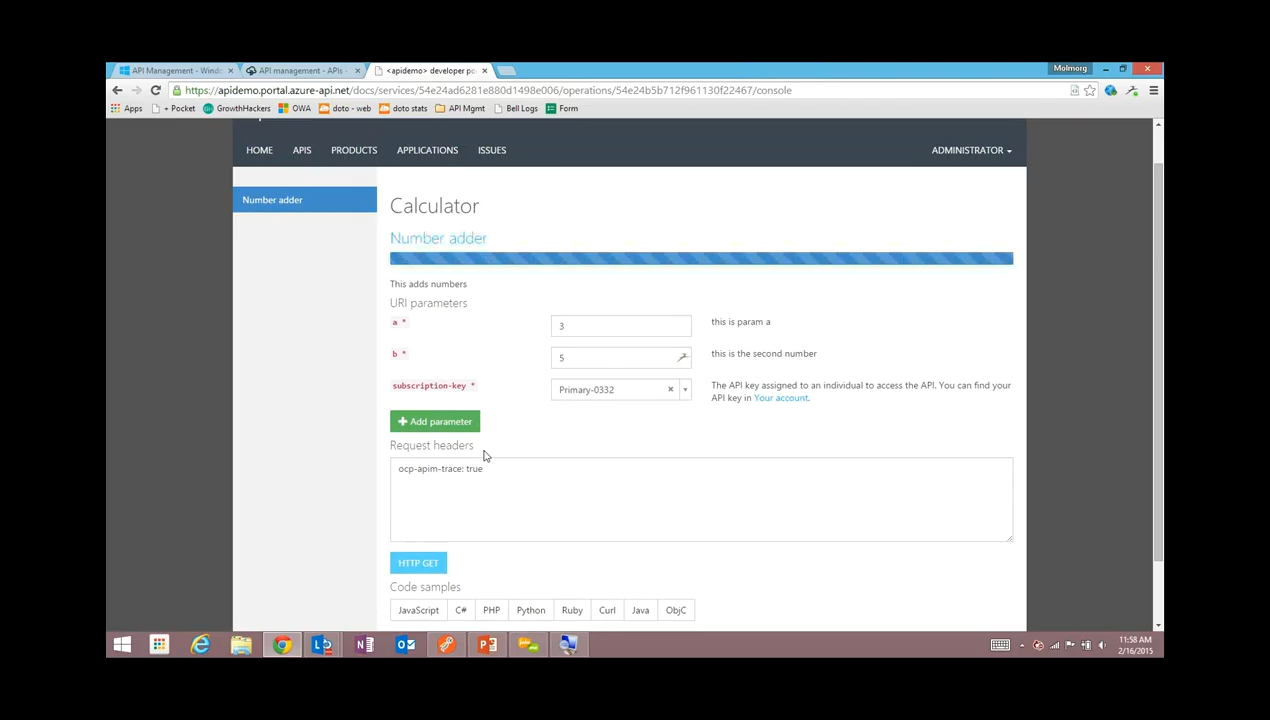 API Management - Windo
API management - APIs -
<apidemo> developer po
Molmorg
https://apidemo.portal.azure-api.net/docs/services/54e24ad6281e880d1498e006/operations/54e24b5b712f961130f22467/console
Apps
+ Pocket
GrowthHackers
OWA
doto - web
doto stats
API Mgmt
Bell Logs
Form
HOME
APIS
PRODUCTS
APPLICATIONS
ISSUES
ADMINISTRATOR
Number adder
Calculator
Number adder
This adds numbers
URI parameters
a *
3
this is param a
b *
5
this is the second number
subscription-key *
Primary-0332
The API key assigned to an individual to access the API. You can find your
API key in Your account.
+ Add parameter
Request headers
ocp-apim-trace: true
HTTP GET
Code samples
JavaScript
C#
PHP
Python
Ruby
Curl
Java
ObjC
11:58 AM
2/16/2015